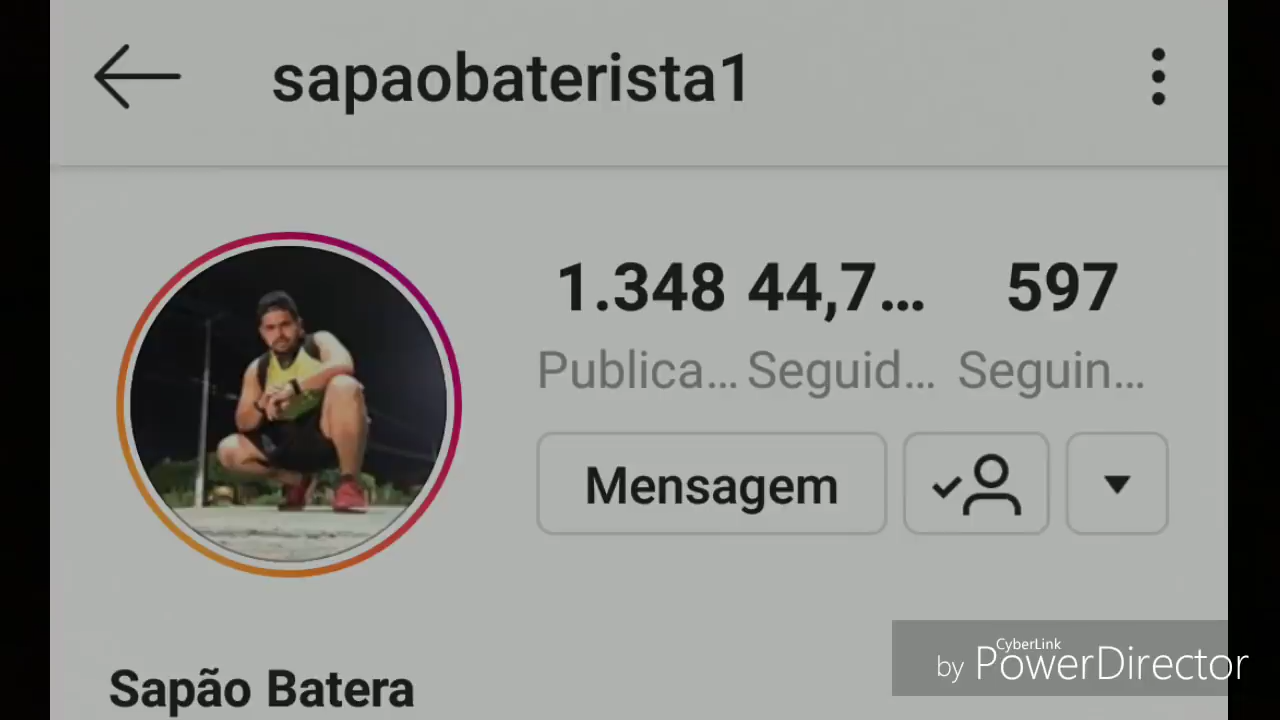 sapaobaterista1
1.348 44,7... 597
Publica... Seguid... Seguin...
Mensagem
Sapão Batera
CyberLink
by PowerDirector